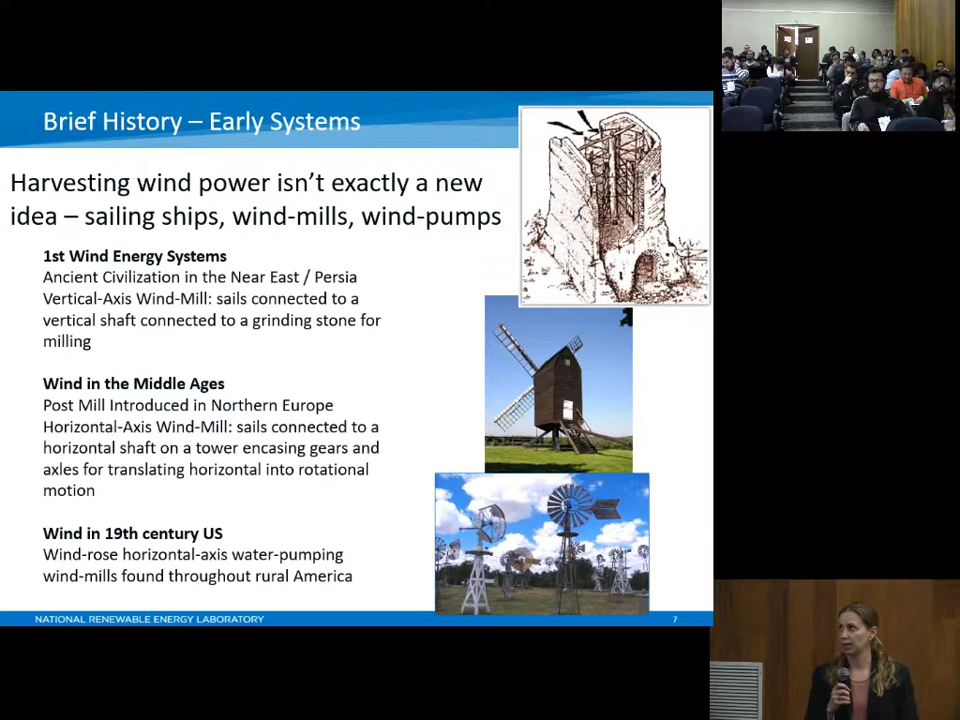 Brief History – Early Systems
Harvesting wind power isn't exactly a new
idea – sailing ships, wind-mills, wind-pumps
1st Wind Energy Systems
Ancient Civilization in the Near East / Persia
Vertical-Axis Wind-Mill: sails connected to a
vertical shaft connected to a grinding stone for
milling
Wind in the Middle Ages
Post Mill Introduced in Northern Europe
Horizontal-Axis Wind-Mill: sails connected to a
horizontal shaft on a tower encasing gears and
axles for translating horizontal into rotational
motion
Wind in 19th century US
Wind-rose horizontal-axis water-pumping
wind-mills found throughout rural America
NATIONAL RENEWABLE ENERGY LABORATORY
7